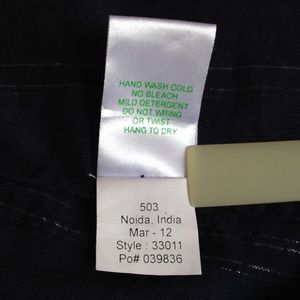 HAND WASH COLD
NO BLEACH
MILD DETERGENT
DO NOT WRING
OR TWIST
HANG TO DRY
503
Noida, India
Mar - 12
Style : 33011
Po# 039836